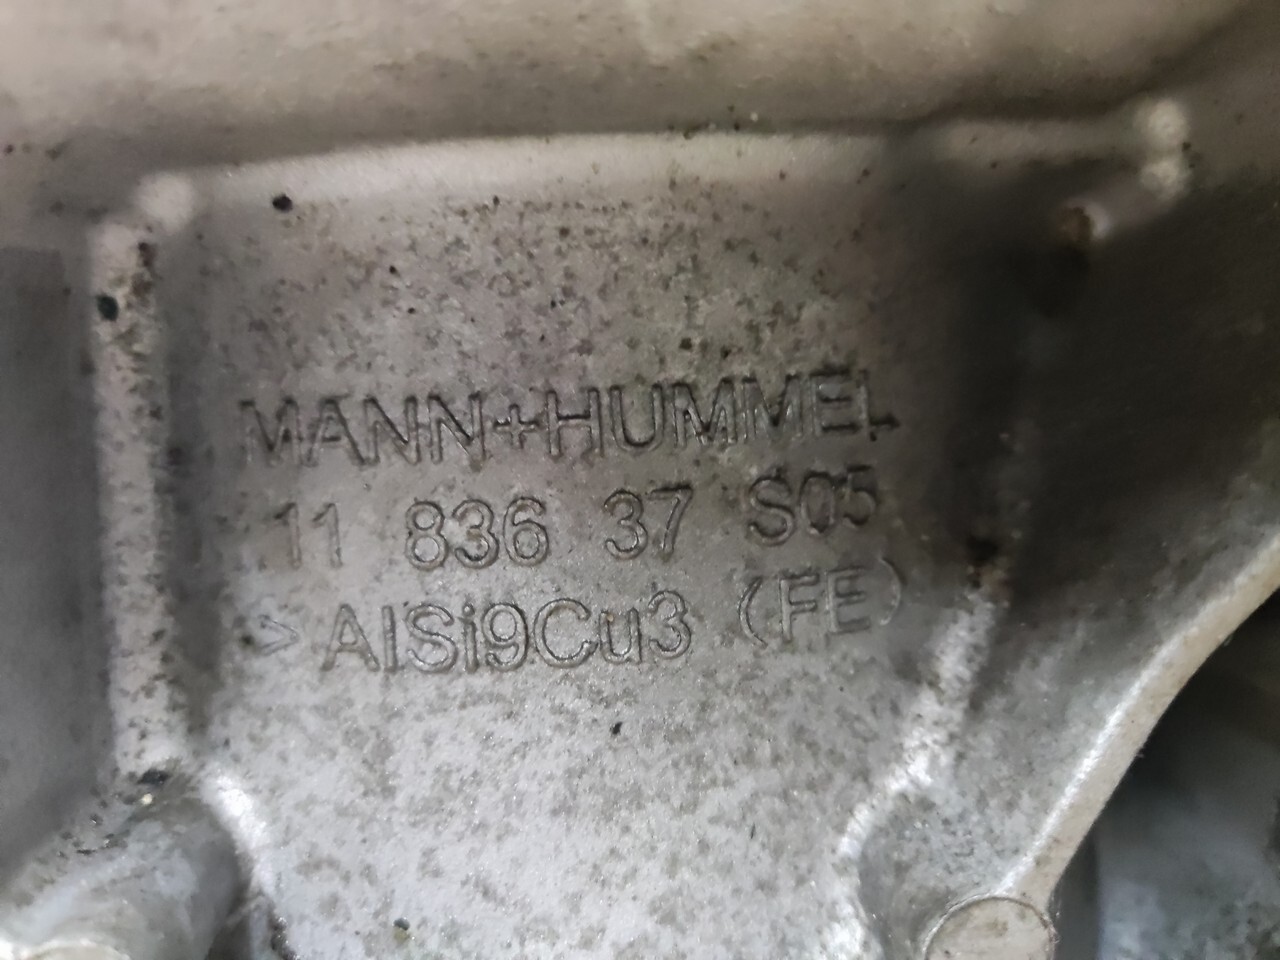 MANN+HUMMEL
11 836 37 S05
> AlSi9Cu3 (FE)